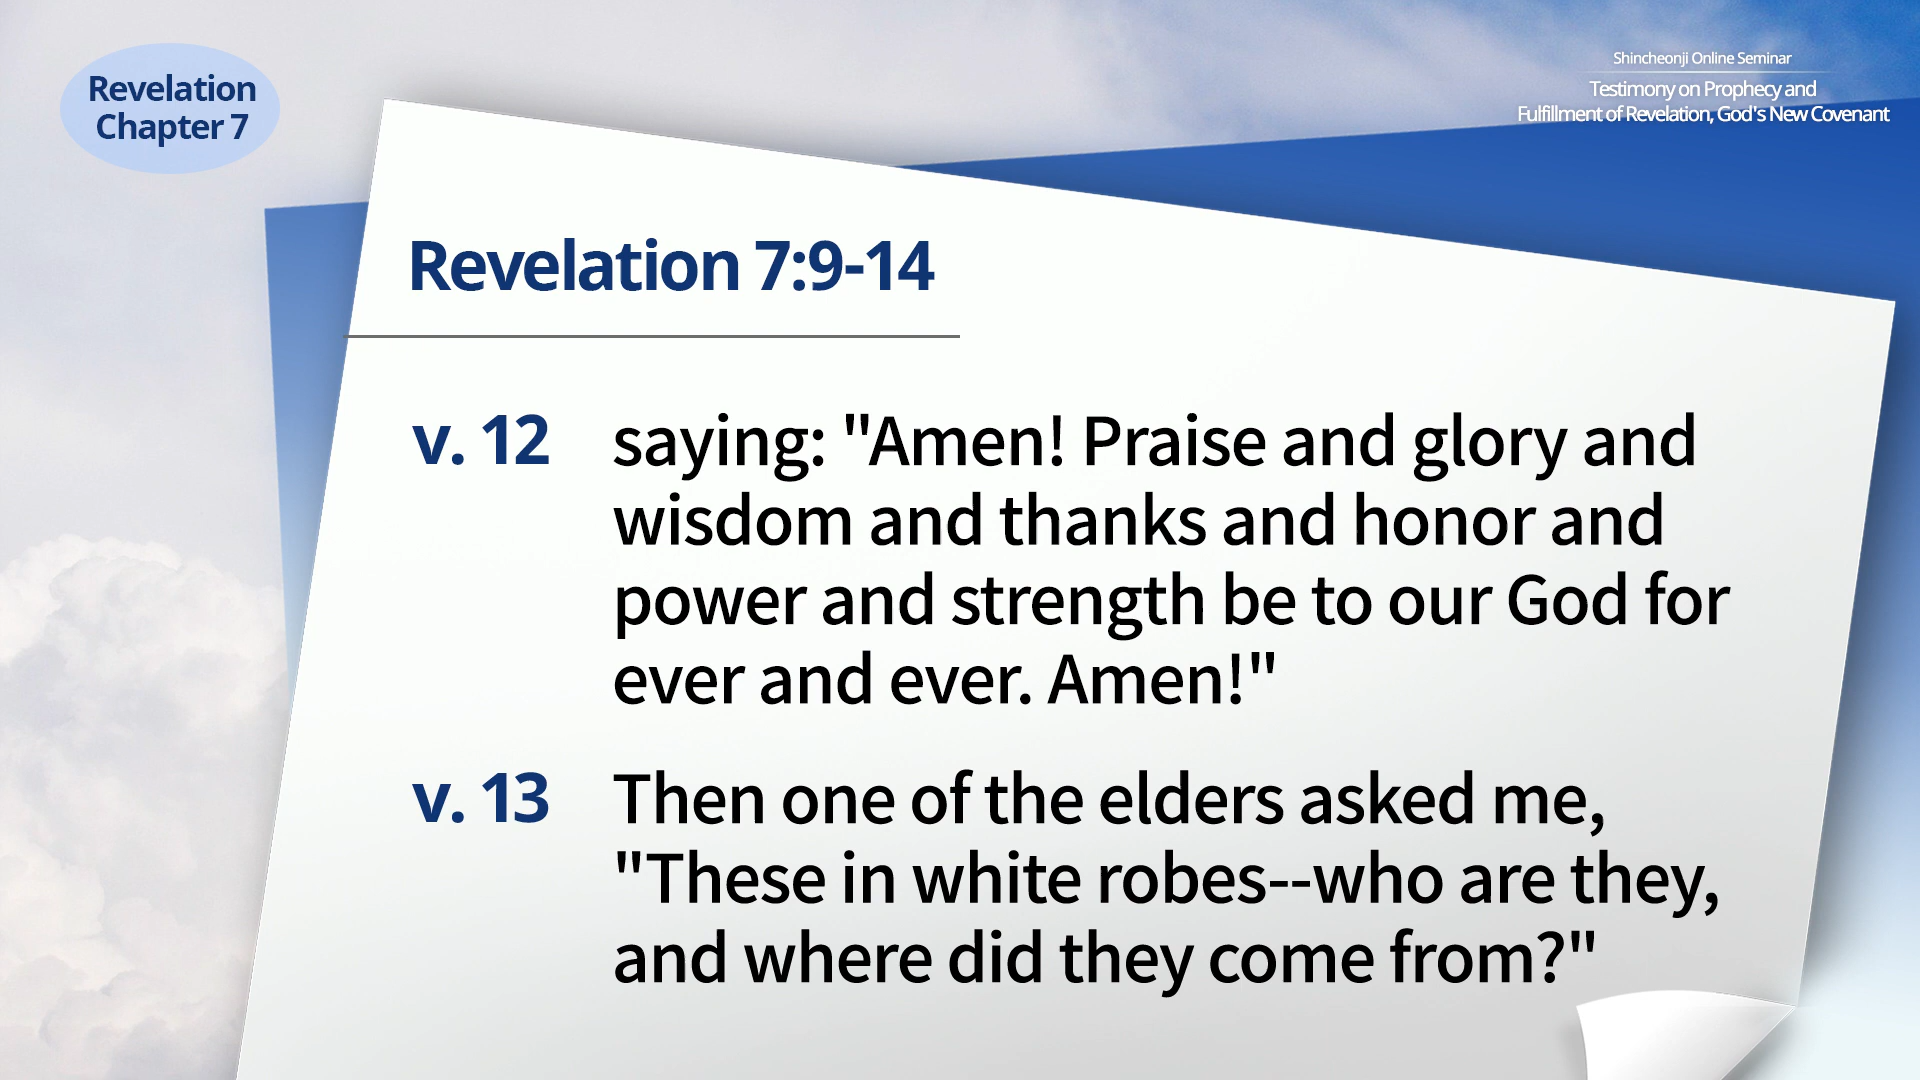 Revelation
Chapter 7
Shincheonji Online Seminar
Testimony on Prophecy and
Fulfillment of Revelation, God's New Covenant
Revelation 7:9-14
v. 12 saying: "Amen! Praise and glory and
wisdom and thanks and honor and
power and strength be to our God for
ever and ever. Amen!"
v. 13 Then one of the elders asked me,
"These in white robes--who are they,
and where did they come from?"